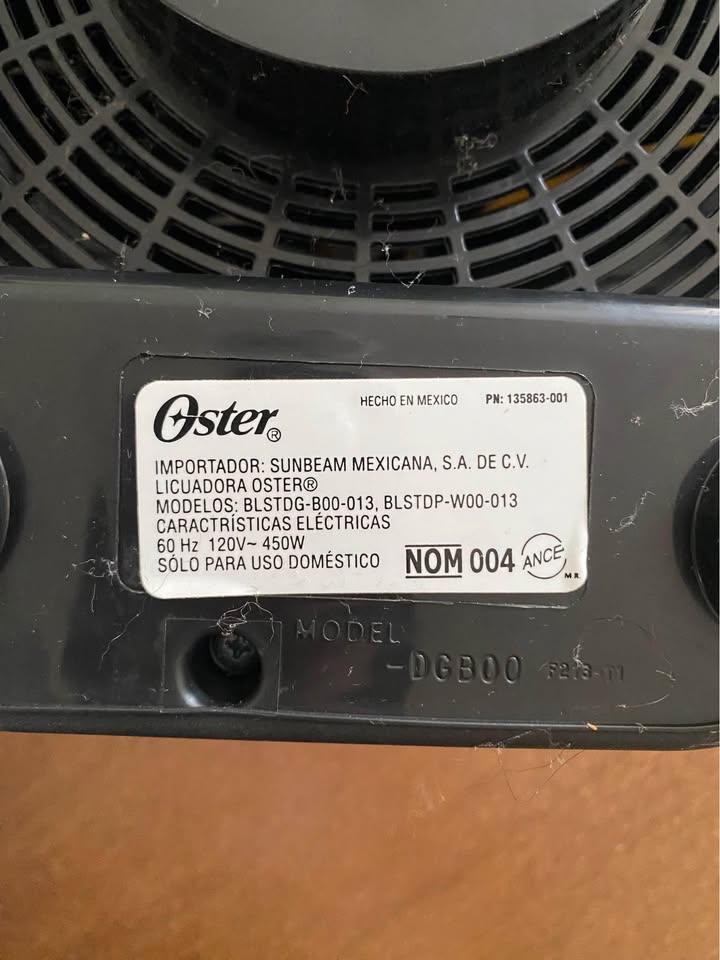 Oster®
HECHO EN MEXICO PN: 135863-001
IMPORTADOR: SUNBEAM MEXICANA, S.A. DE C.V.
LICUADORA OSTER®
MODELOS: BLSTDG-B00-013, BLSTDP-W00-013
CARACTRÍSTICAS ELÉCTRICAS
60 Hz 120V~ 450W
SÓLO PARA USO DOMÉSTICO
NOM 004 ANCE M.R.
MODEL
-DGB00